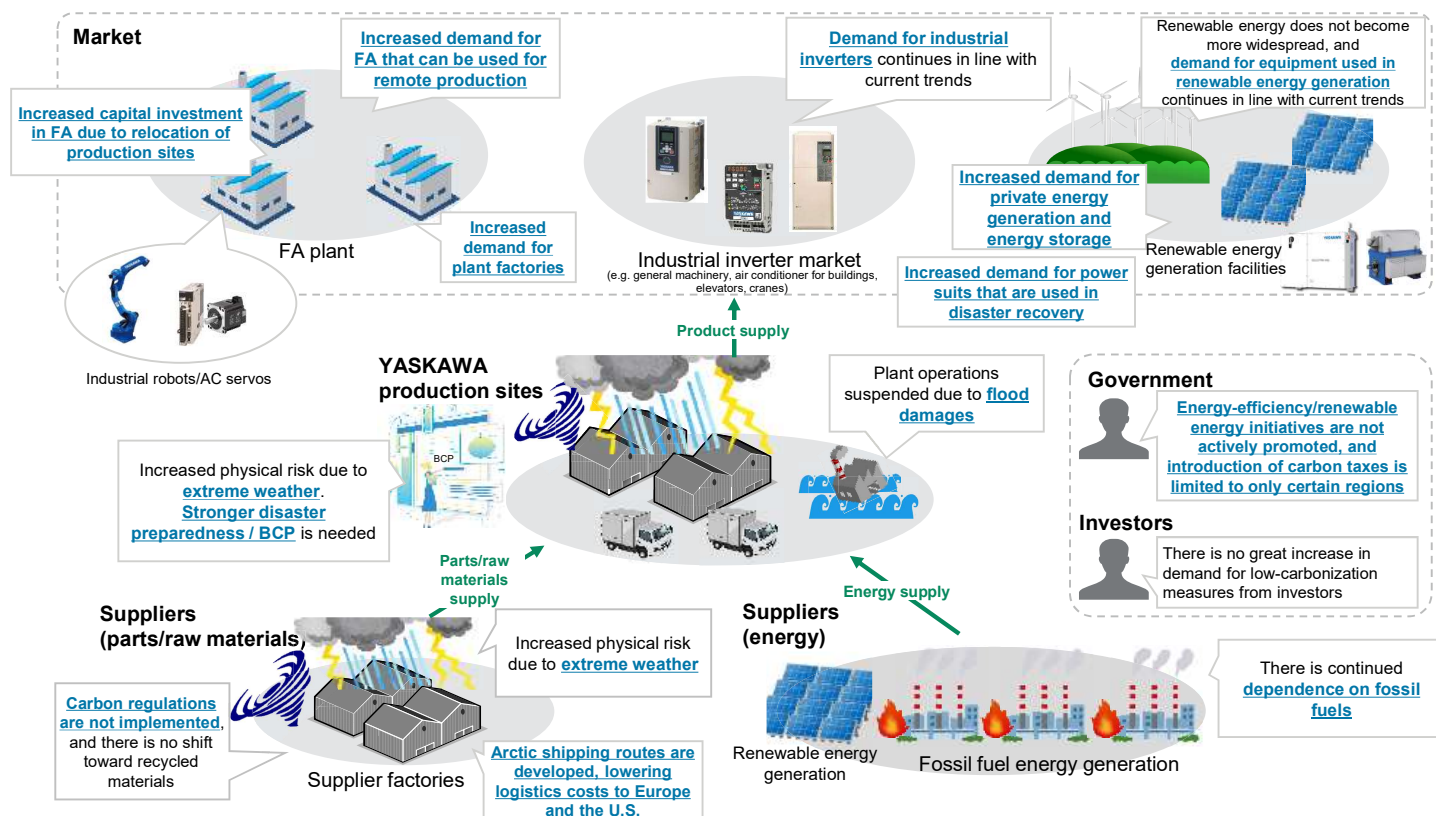 Market
Increased demand for
FA that can be used for
remote production
Increased capital investment
in FA due to relocation of
production sites
Increased
demand for
plant factories
FA plant
Industrial robots/AC servos
Demand for industrial
inverters continues in line with
current trends
Industrial inverter market
(e.g. general machinery, air conditioner for buildings,
elevators, cranes)
Renewable energy does not become
more widespread, and
demand for equipment used in
renewable energy generation
continues in line with current trends
Increased demand for
private energy
generation and
energy storage
Renewable energy
generation facilities
Increased demand for power
suits that are used in
disaster recovery
Product supply
YASKAWA
production sites
BCP
Increased physical risk due to
extreme weather.
Stronger disaster
preparedness / BCP is needed
Plant operations
suspended due to flood
damages
Government
Energy-efficiency/renewable
energy initiatives are not
actively promoted, and
introduction of carbon taxes is
limited to only certain regions
Investors
There is no great increase in
demand for low-carbonization
measures from investors
Parts/raw
materials
supply
Energy supply
Suppliers
(parts/raw materials)
Increased physical risk
due to extreme weather
Carbon regulations
are not implemented,
and there is no shift
toward recycled
materials
Supplier factories
Arctic shipping routes are
developed, lowering
logistics costs to Europe
and the U.S.
Suppliers
(energy)
Renewable energy
generation
Fossil fuel energy generation
There is continued
dependence on fossil
fuels